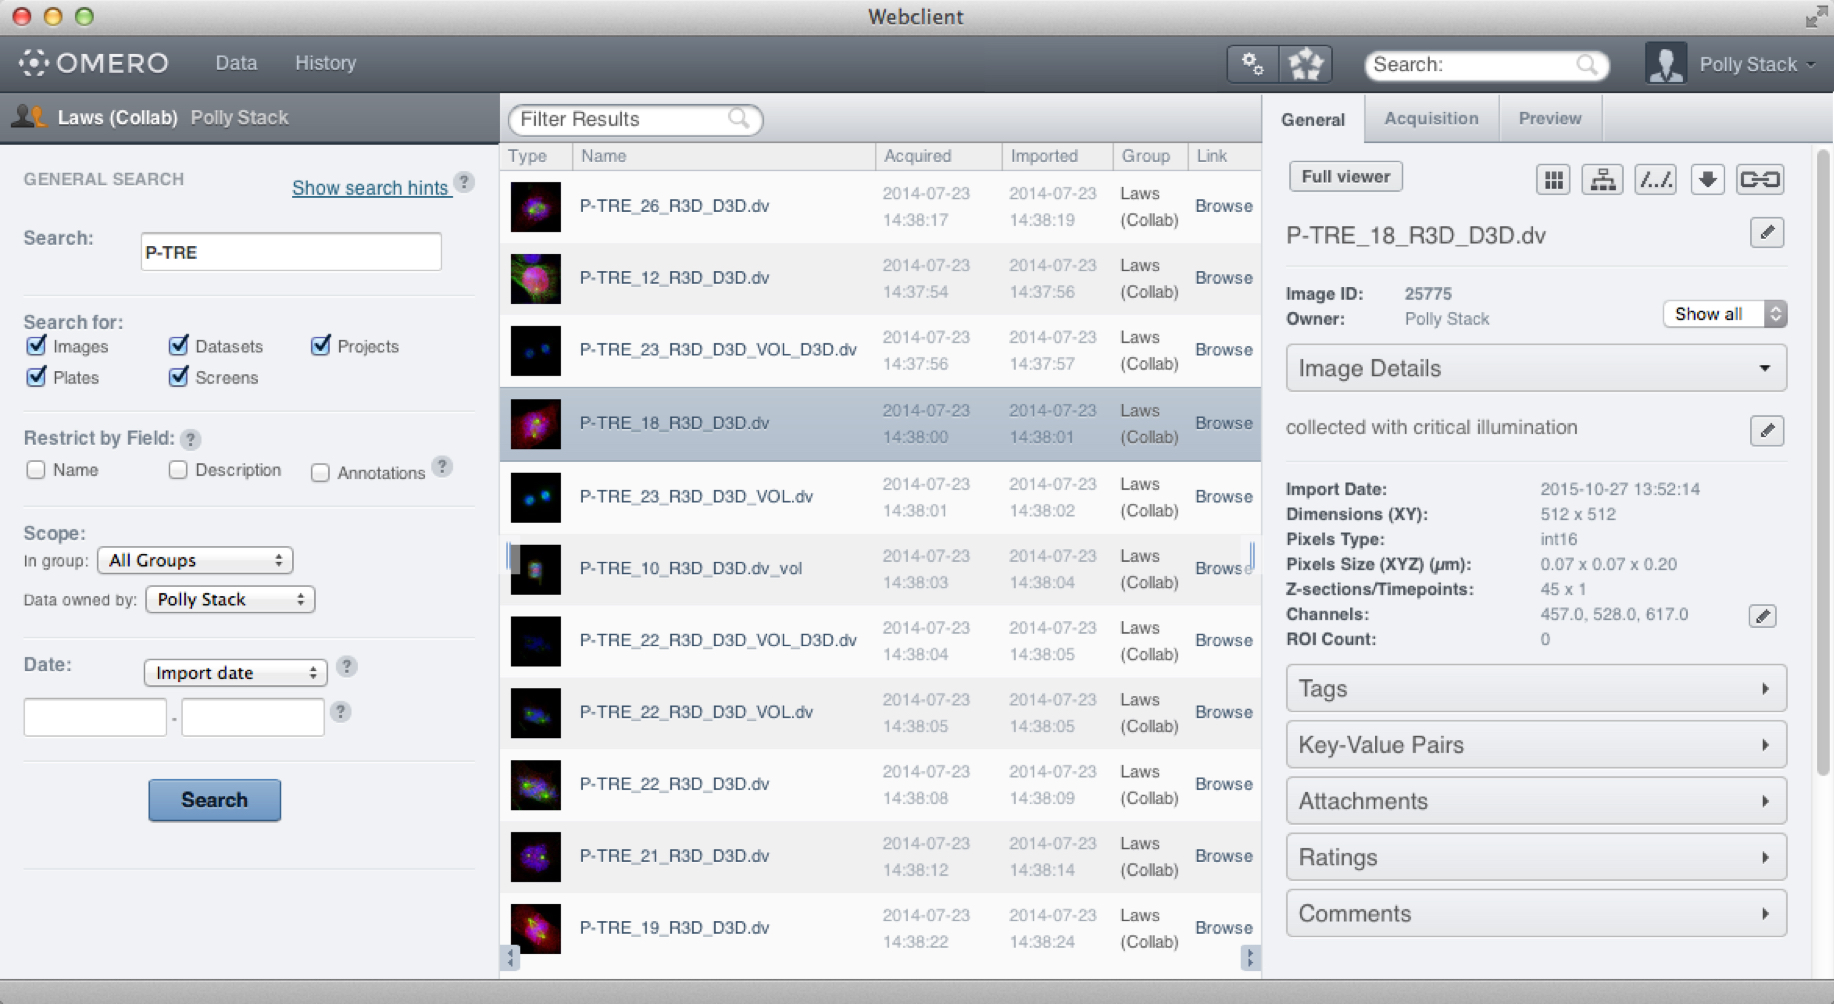 Webclient
OMERO Data History Search: Polly Stack
Laws (Collab) Polly Stack
GENERAL SEARCH Show search hints ?
Search: P-TRE
Search for:
Images Datasets Projects
Plates Screens
Restrict by Field: ?
Name Description Annotations ?
Scope:
In group: All Groups
Data owned by: Polly Stack
Date: Import date ?
- ?
Search
Filter Results
Type Name Acquired Imported Group Link
P-TRE_26_R3D_D3D.dv 2014-07-23 14:38:17 2014-07-23 14:38:19 Laws (Collab) Browse
P-TRE_12_R3D_D3D.dv 2014-07-23 14:37:54 2014-07-23 14:37:56 Laws (Collab) Browse
P-TRE_23_R3D_D3D_VOL_D3D.dv 2014-07-23 14:37:56 2014-07-23 14:37:57 Laws (Collab) Browse
P-TRE_18_R3D_D3D.dv 2014-07-23 14:38:00 2014-07-23 14:38:01 Laws (Collab) Browse
P-TRE_23_R3D_D3D_VOL.dv 2014-07-23 14:38:01 2014-07-23 14:38:02 Laws (Collab) Browse
P-TRE_10_R3D_D3D.dv_vol 2014-07-23 14:38:03 2014-07-23 14:38:04 Laws (Collab) Browse
P-TRE_22_R3D_D3D_VOL_D3D.dv 2014-07-23 14:38:04 2014-07-23 14:38:05 Laws (Collab) Browse
P-TRE_22_R3D_D3D_VOL.dv 2014-07-23 14:38:05 2014-07-23 14:38:05 Laws (Collab) Browse
P-TRE_22_R3D_D3D.dv 2014-07-23 14:38:08 2014-07-23 14:38:09 Laws (Collab) Browse
P-TRE_21_R3D_D3D.dv 2014-07-23 14:38:12 2014-07-23 14:38:14 Laws (Collab) Browse
P-TRE_19_R3D_D3D.dv 2014-07-23 14:38:22 2014-07-23 14:38:24 Laws (Collab) Browse
General Acquisition Preview
Full viewer /.../.
P-TRE_18_R3D_D3D.dv
Image ID: 25775
Owner: Polly Stack
Show all
Image Details
collected with critical illumination
Import Date: 2015-10-27 13:52:14
Dimensions (XY): 512 x 512
Pixels Type: int16
Pixels Size (XYZ) (µm): 0.07 x 0.07 x 0.20
Z-sections/Timepoints: 45 x 1
Channels: 457.0, 528.0, 617.0
ROI Count: 0
Tags
Key-Value Pairs
Attachments
Ratings
Comments